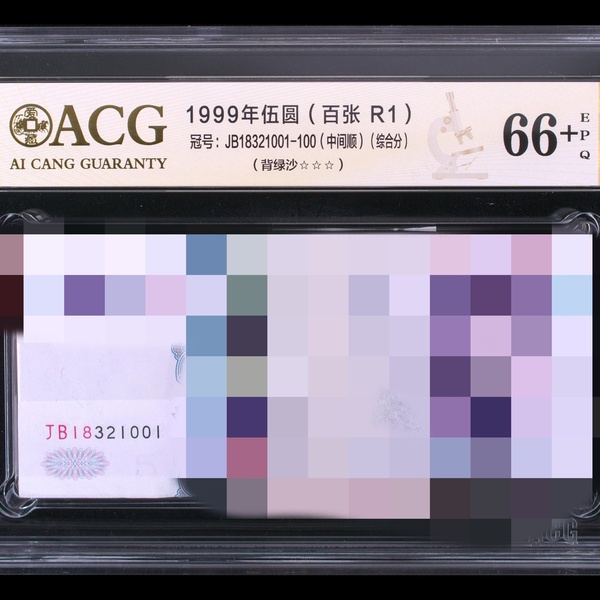 ACG
AI CANG GUARANTY
1999年伍圆（百张 R1）
冠号：JB18321001-100（中间顺）（综合分）
（背绿沙☆☆☆）
66+
EPQ
JB18321001